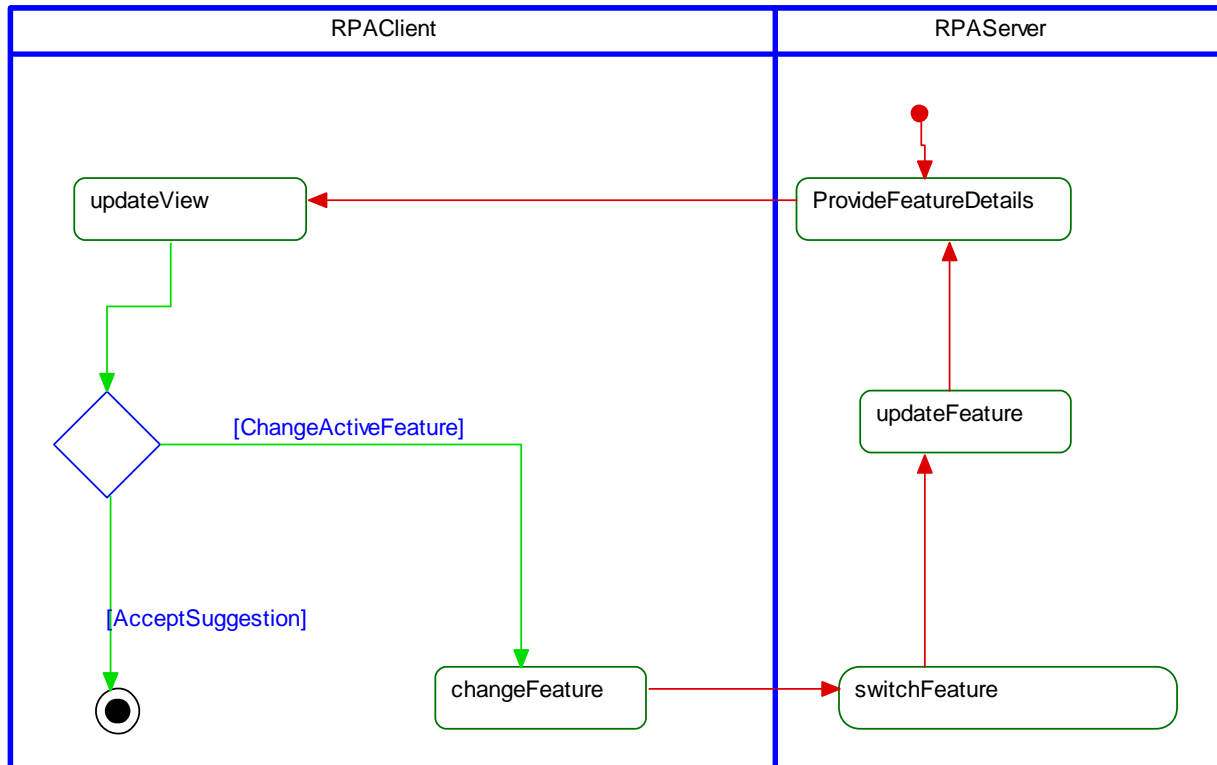 RPAClient
RPAServer
updateView
ProvideFeatureDetails
updateFeature
[ChangeActiveFeature]
[AcceptSuggestion]
changeFeature
switchFeature